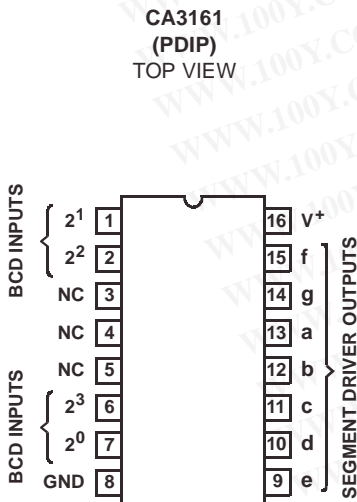 CA3161
(PDIP)
TOP VIEW
BCD INPUTS
2¹ 1
2² 2
NC 3
NC 4
NC 5
BCD INPUTS
2³ 6
2⁰ 7
GND 8
16 V⁺
15 f
14 g
13 a
12 b
11 c
10 d
9 e
SEGMENT DRIVER OUTPUTS